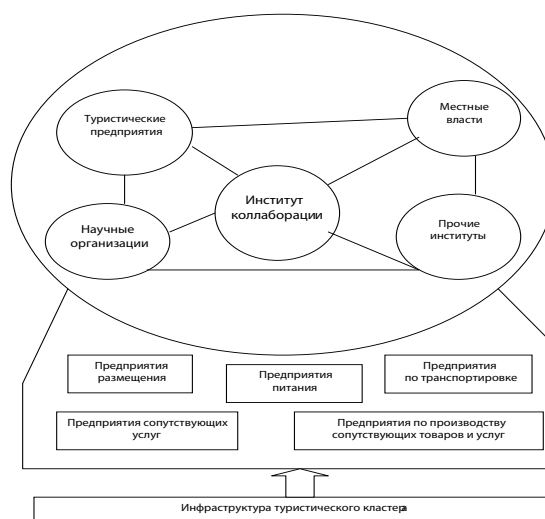 Туристические
предприятия
Местные
власти
Институт
коллаборации
Научные
организации
Прочие
институты
Предприятия
размещения
Предприятия
питания
Предприятия
по транспортировке
Предприятия сопутствующих
услуг
Предприятия по производству
сопутствующих товаров и услуг
Инфраструктура туристического кластера